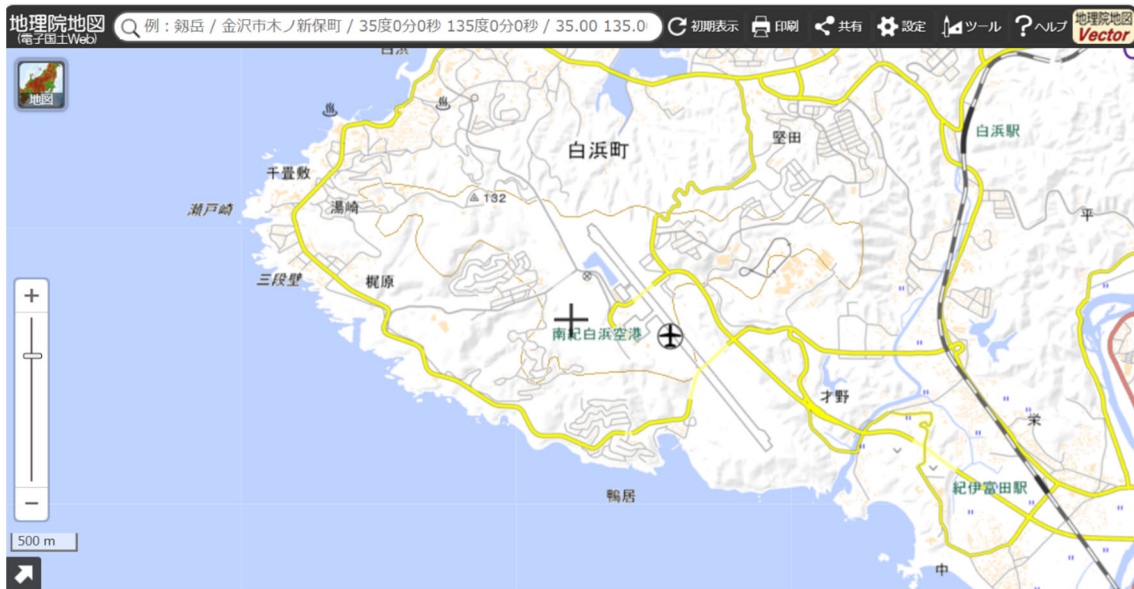 地理院地図
(電子国土Web)
例：剱岳 / 金沢市木ノ新保町 / 35度0分0秒 135度0分0秒 / 35.00 135.0
初期表示
印刷
共有
設定
ツール
ヘルプ
地理院地図
Vector
地図
白浜
白浜駅
堅田
白浜町
千畳敷
132
湯崎
瀬戸崎
平
三段壁
梶原
南紀白浜空港
才野
栄
紀伊富田駅
鴨居
500 m
中